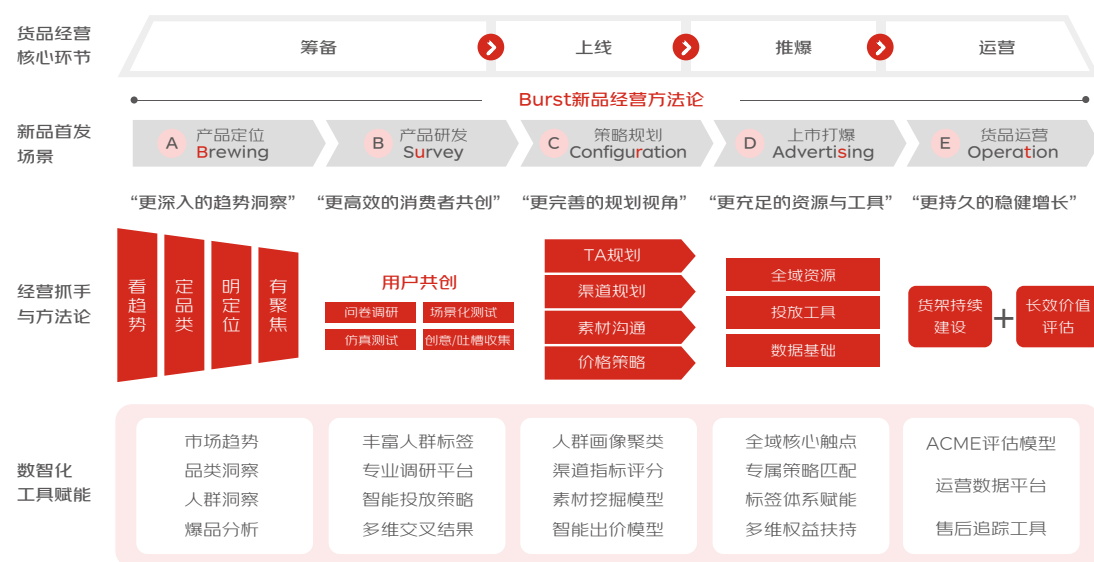 货品经营
核心环节
筹备
上线
推爆
运营
Burst新品经营方法论
新品首发
场景
A
产品定位
Brewing
B
产品研发
Survey
C
策略规划
Configuration
D
上市打爆
Advertising
E
货品运营
Operation
“更深入的趋势洞察”
“更高效的消费者共创”
“更完善的规划视角”
“更充足的资源与工具”
“更持久的稳健增长”
经营抓手
与方法论
看趋势
定品类
明定位
有聚焦
用户共创
问卷调研
场景化测试
仿真测试
创意/吐槽收集
TA规划
渠道规划
素材沟通
价格策略
全域资源
投放工具
数据基础
货架持续
建设
+
长效价值
评估
数智化
工具赋能
市场趋势
品类洞察
人群洞察
爆品分析
丰富人群标签
专业调研平台
智能投放策略
多维交叉结果
人群画像聚类
渠道指标评分
素材挖掘模型
智能出价模型
全域核心触点
专属策略匹配
标签体系赋能
多维权益扶持
ACME评估模型
运营数据平台
售后追踪工具